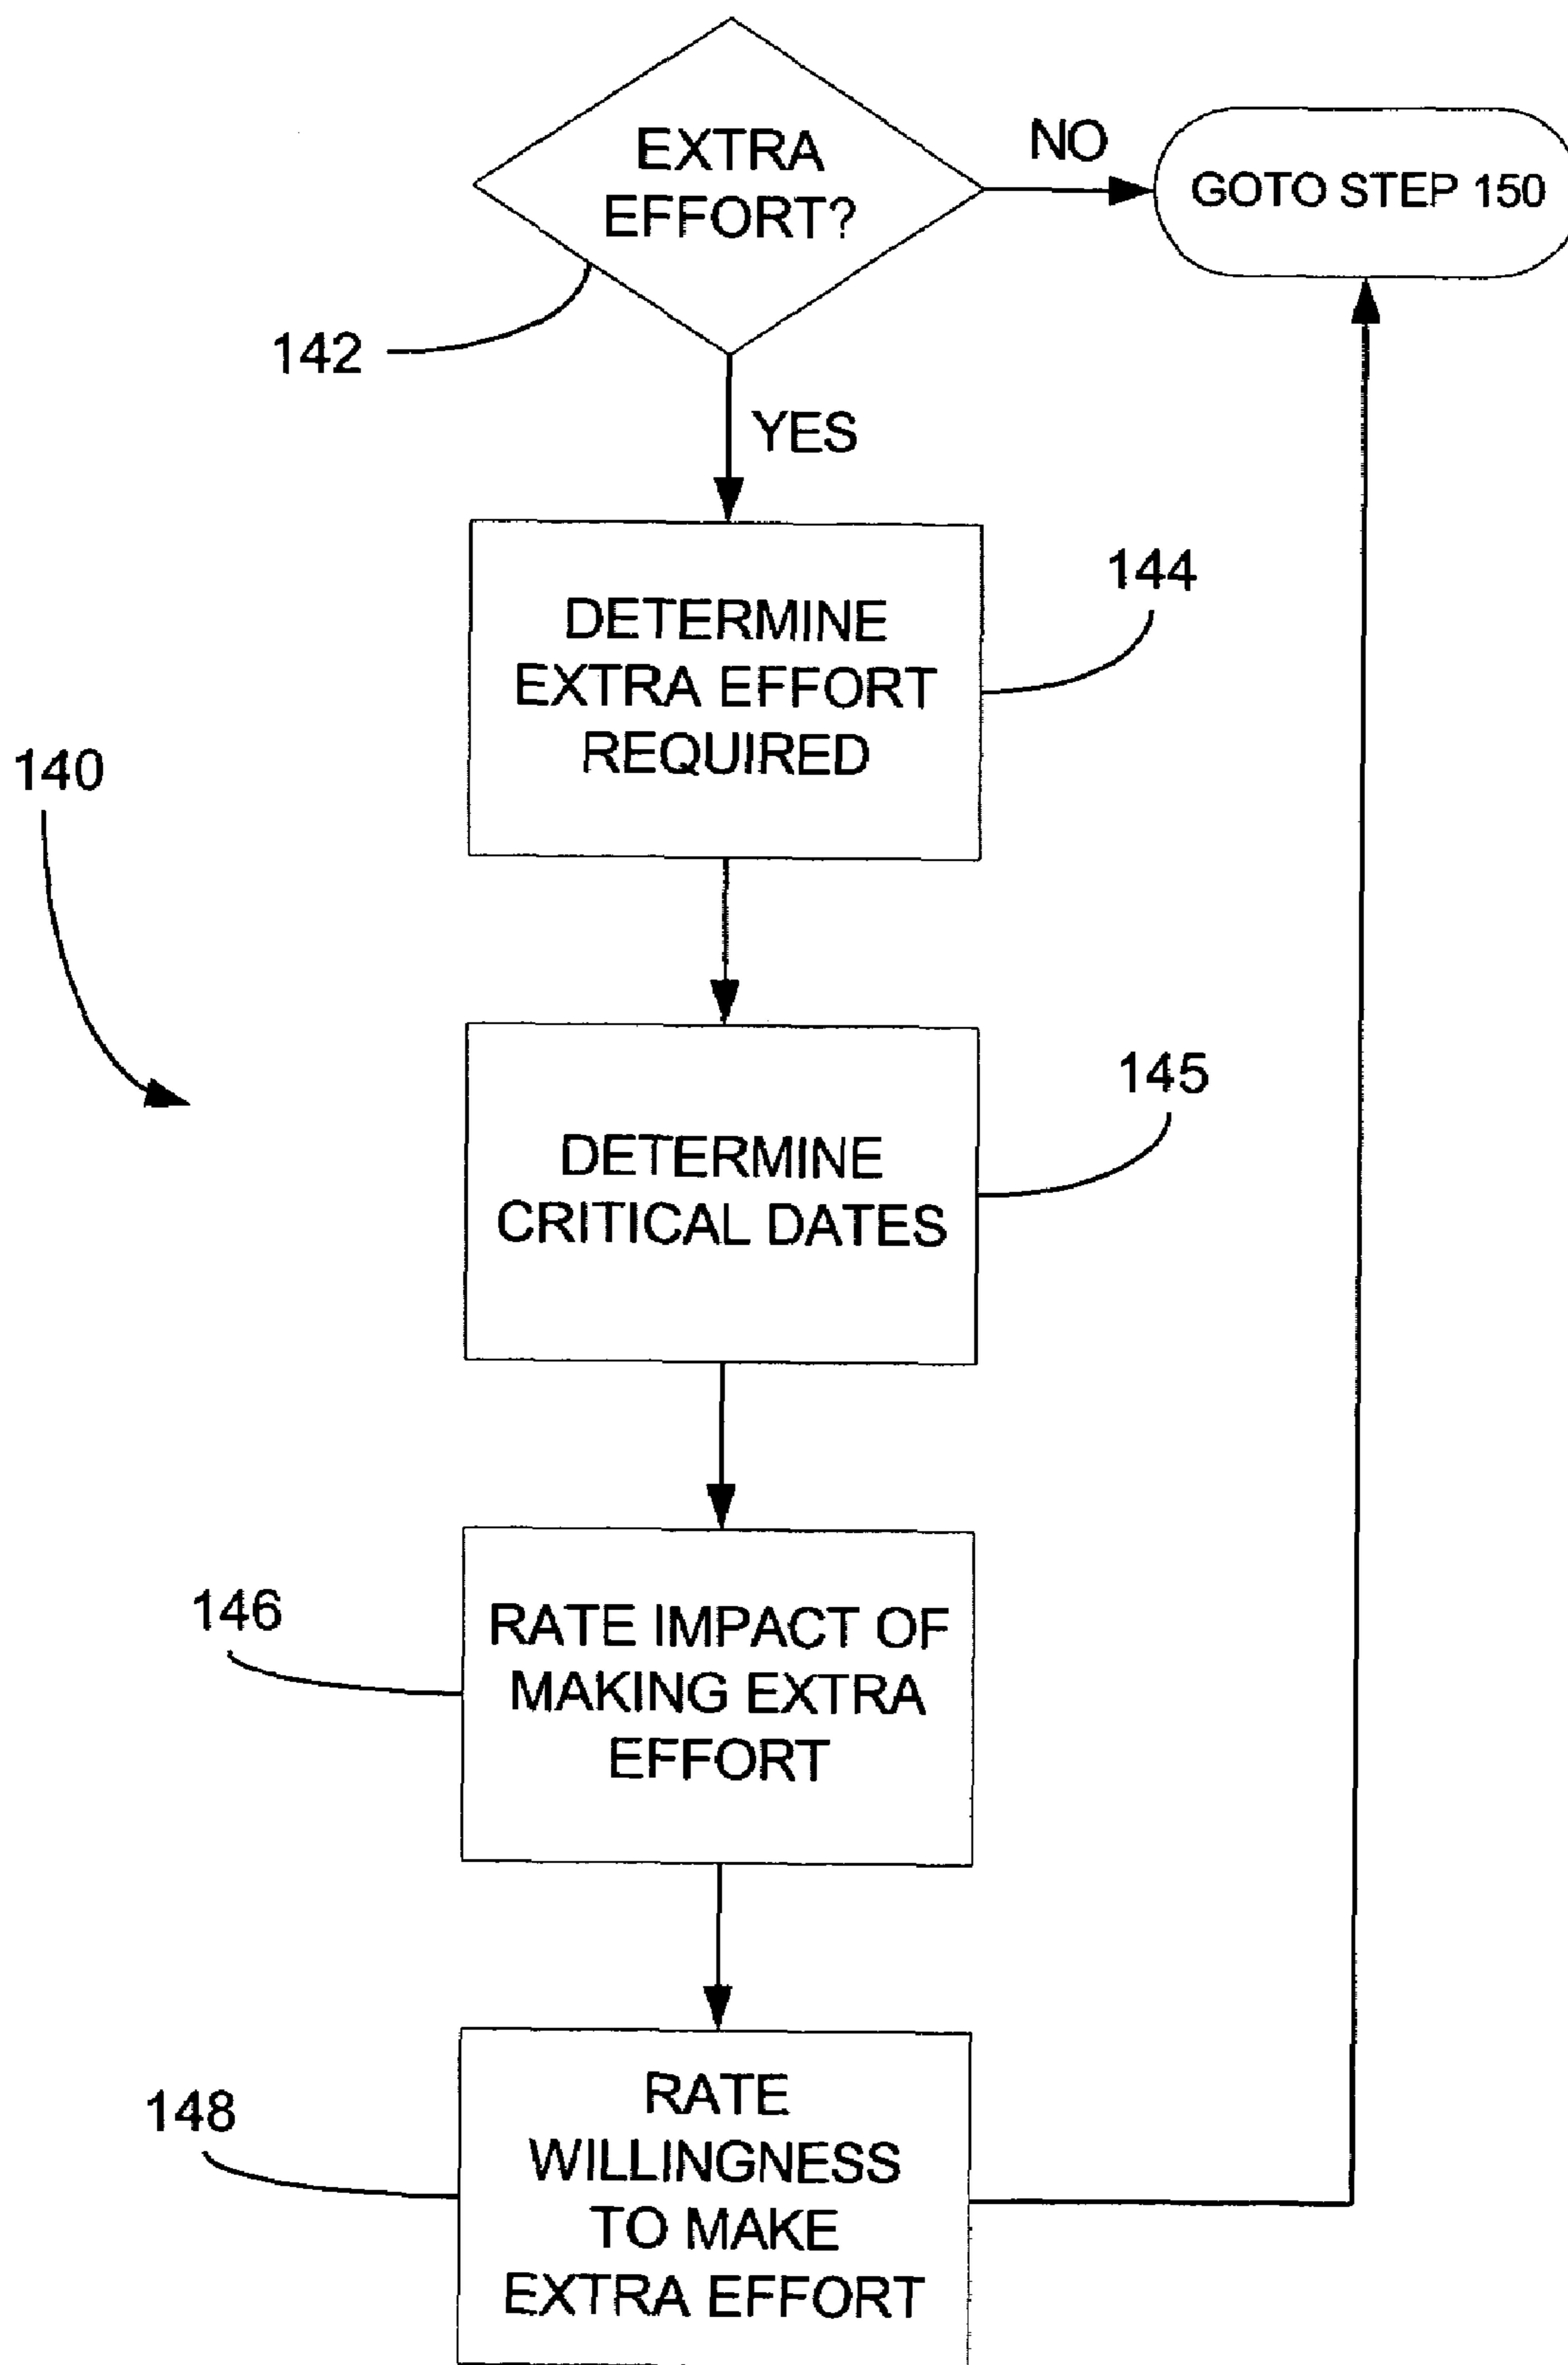 EXTRA
EFFORT?
NO
GOTO STEP 150
142
YES
DETERMINE
EXTRA EFFORT
REQUIRED
144
140
DETERMINE
CRITICAL DATES
145
146
RATE IMPACT OF
MAKING EXTRA
EFFORT
148
RATE
WILLINGNESS
TO MAKE
EXTRA EFFORT